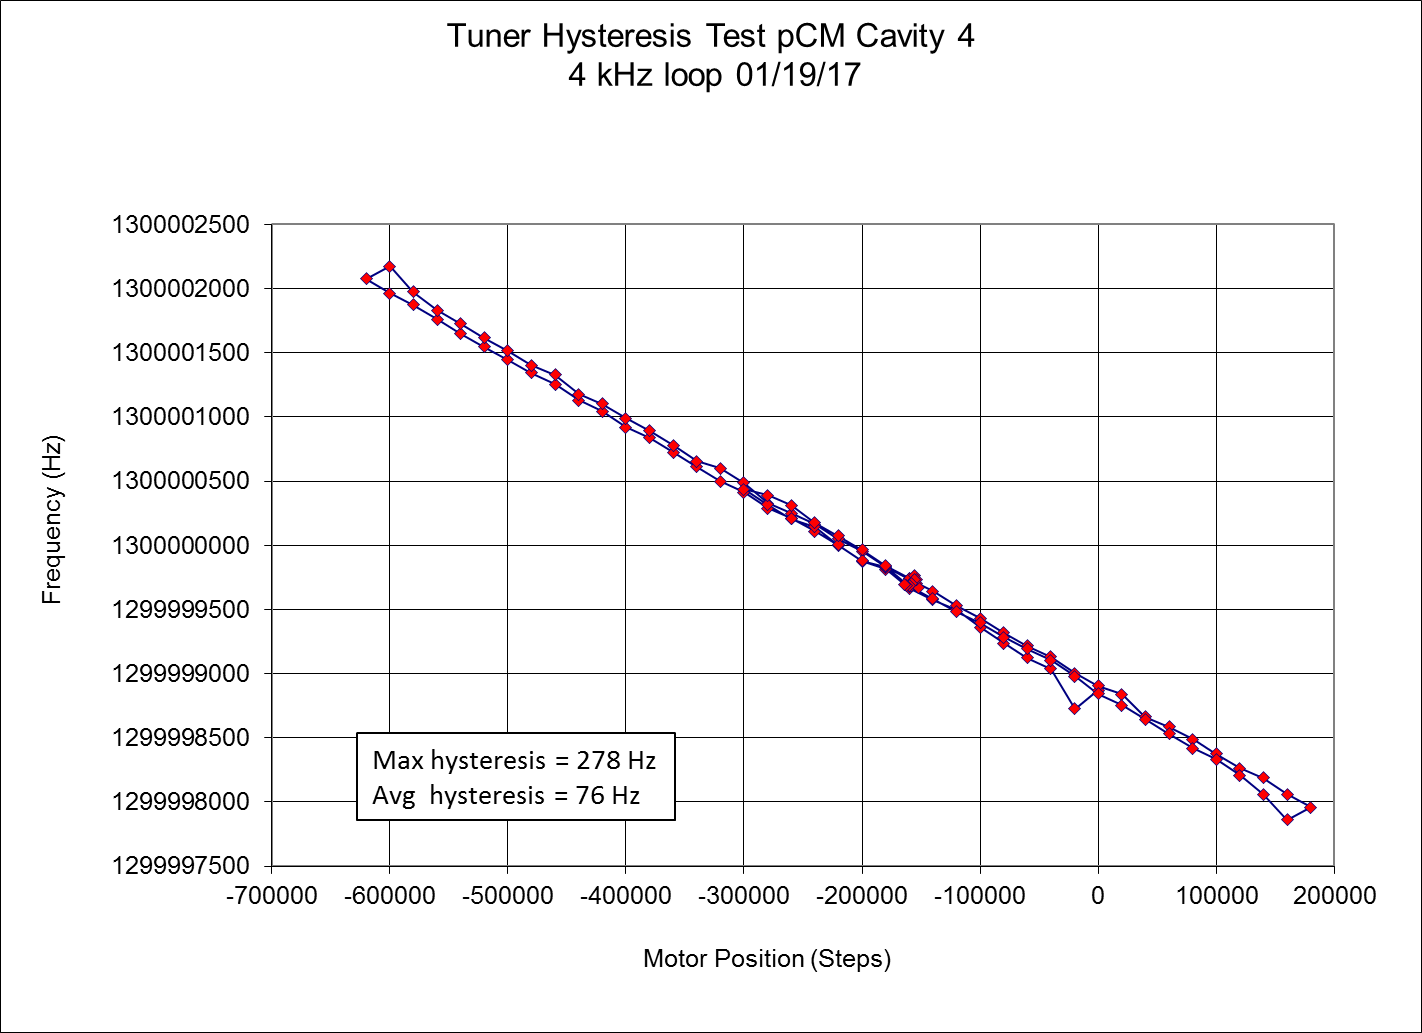 Tuner Hysteresis Test pCM Cavity 4
4 kHz loop 01/19/17
1300002500
1300002000
1300001500
1300001000
1300000500
1300000000
1299999500
1299999000
1299998500
1299998000
1299997500
Frequency (Hz)
Max hysteresis = 278 Hz
Avg  hysteresis = 76 Hz
-700000 -600000 -500000 -400000 -300000 -200000 -100000 0 100000 200000
Motor Position (Steps)